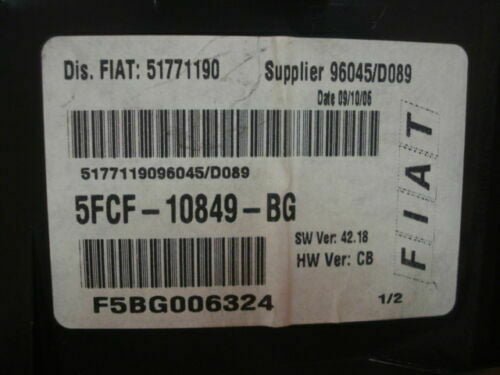 Dis. FIAT: 51771190 Supplier 96045/D089
Date 09/10/06
5177119096045/D089
5FCF-10849-BG
SW Ver: 42.18
HW Ver: CB
F5BG006324
1/2
FIAT